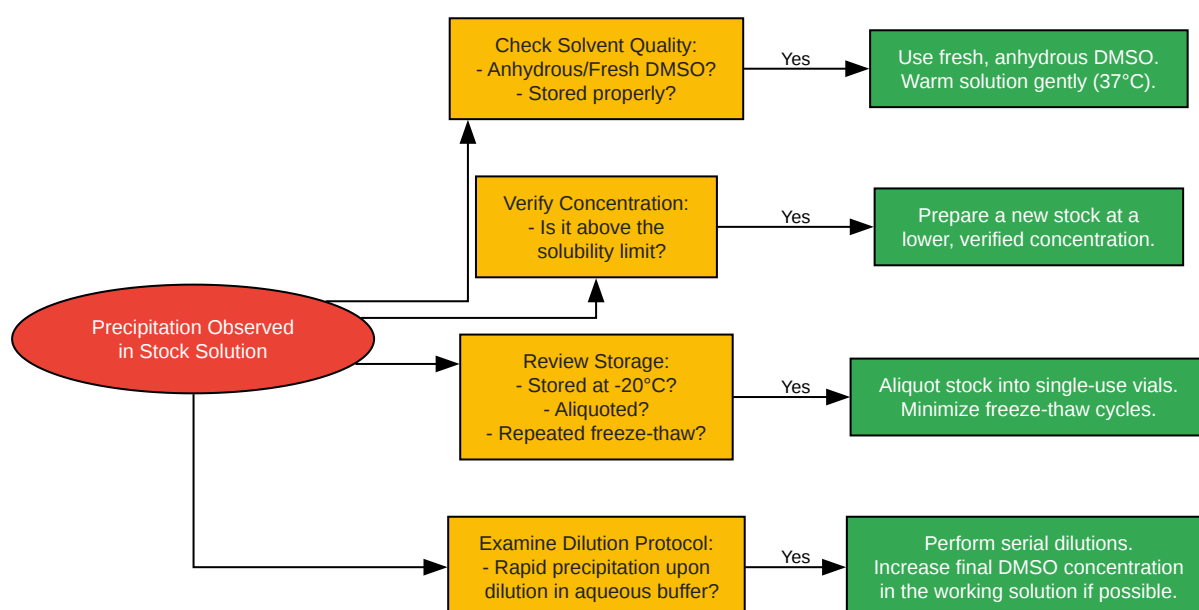 Check Solvent Quality:
- Anhydrous/Fresh DMSO?
- Stored properly?
Yes
Use fresh, anhydrous DMSO.
Warm solution gently (37°C).
Verify Concentration:
- Is it above the
solubility limit?
Yes
Prepare a new stock at a
lower, verified concentration.
Precipitation Observed
in Stock Solution
Review Storage:
- Stored at -20°C?
- Aliquoted?
- Repeated freeze-thaw?
Yes
Aliquot stock into single-use vials.
Minimize freeze-thaw cycles.
Examine Dilution Protocol:
- Rapid precipitation upon
dilution in aqueous buffer?
Yes
Perform serial dilutions.
Increase final DMSO concentration
in the working solution if possible.